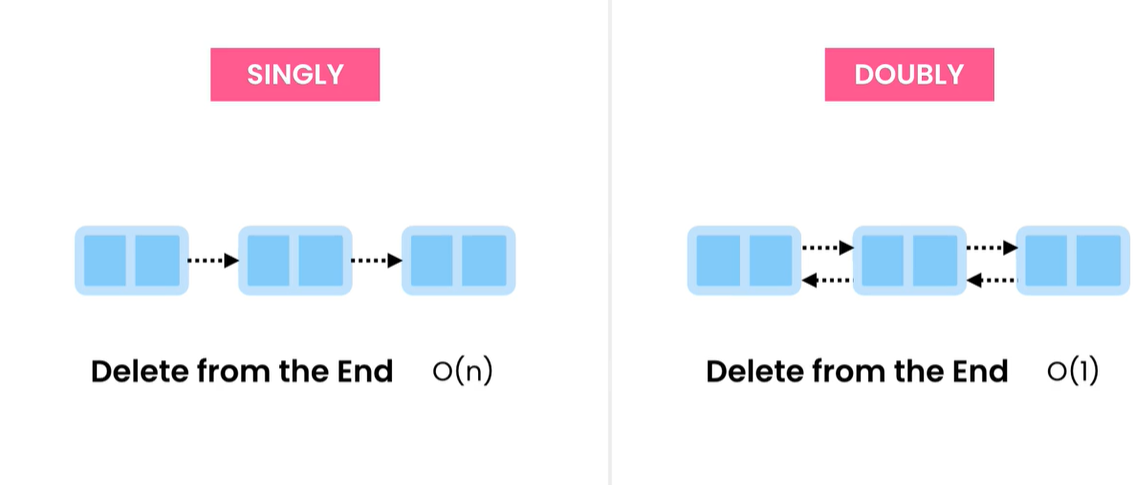 SINGLY
Delete from the End O(n)
DOUBLY
Delete from the End O(1)